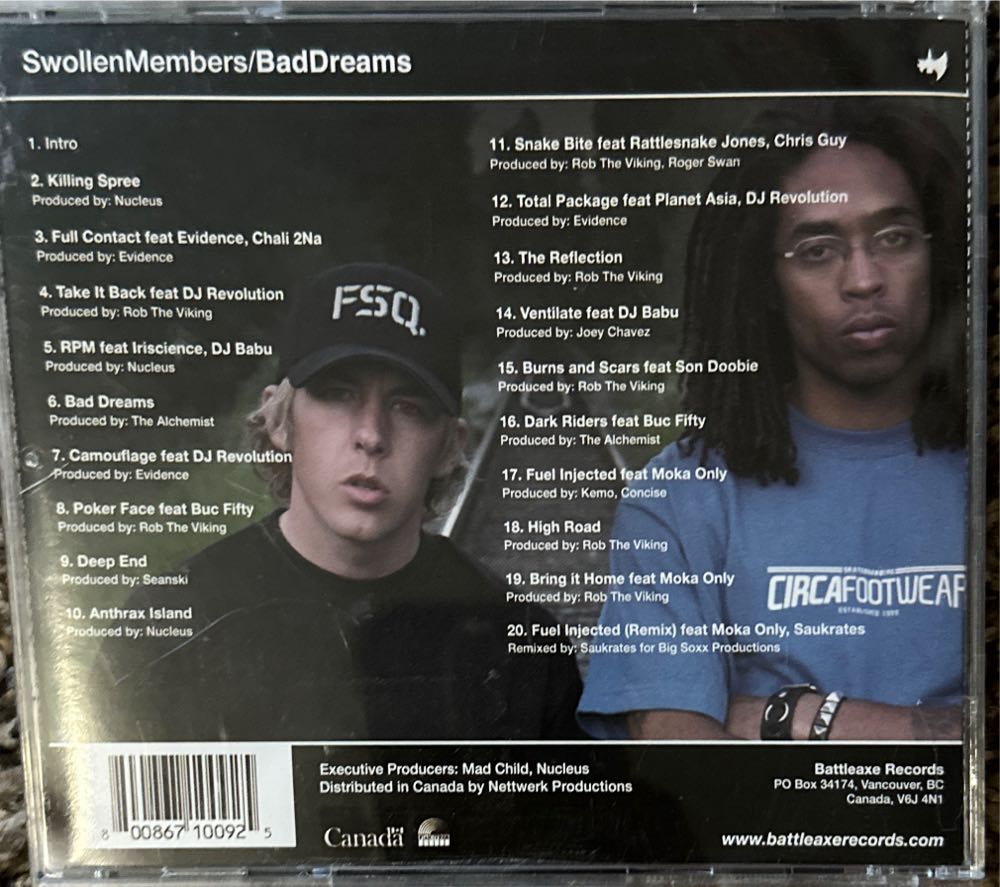 SwollenMembers/BadDreams
1. Intro
2. Killing Spree
Produced by: Nucleus
3. Full Contact feat Evidence, Chali 2Na
Produced by: Evidence
4. Take It Back feat DJ Revolution
Produced by: Rob The Viking
5. RPM feat Iriscience, DJ Babu
Produced by: Nucleus
6. Bad Dreams
Produced by: The Alchemist
7. Camouflage feat DJ Revolution
Produced by: Evidence
8. Poker Face feat Buc Fifty
Produced by: Rob The Viking
9. Deep End
Produced by: Seanski
10. Anthrax Island
Produced by: Nucleus
11. Snake Bite feat Rattlesnake Jones, Chris Guy
Produced by: Rob The Viking, Roger Swan
12. Total Package feat Planet Asia, DJ Revolution
Produced by: Evidence
13. The Reflection
Produced by: Rob The Viking
14. Ventilate feat DJ Babu
Produced by: Joey Chavez
15. Burns and Scars feat Son Doobie
Produced by: Rob The Viking
16. Dark Riders feat Buc Fifty
Produced by: The Alchemist
17. Fuel Injected feat Moka Only
Produced by: Kemo, Concise
18. High Road
Produced by: Rob The Viking
19. Bring it Home feat Moka Only
Produced by: Rob The Viking
20. Fuel Injected (Remix) feat Moka Only, Saukrates
Remixed by: Saukrates for Big Soxx Productions
FSQ.
CIRCAFOOTWEAR
8 00867 10092 5
Executive Producers: Mad Child, Nucleus
Distributed in Canada by Nettwerk Productions
Canada
Battleaxe Records
PO Box 34174, Vancouver, BC
Canada, V6J 4N1
www.battleaxerecords.com